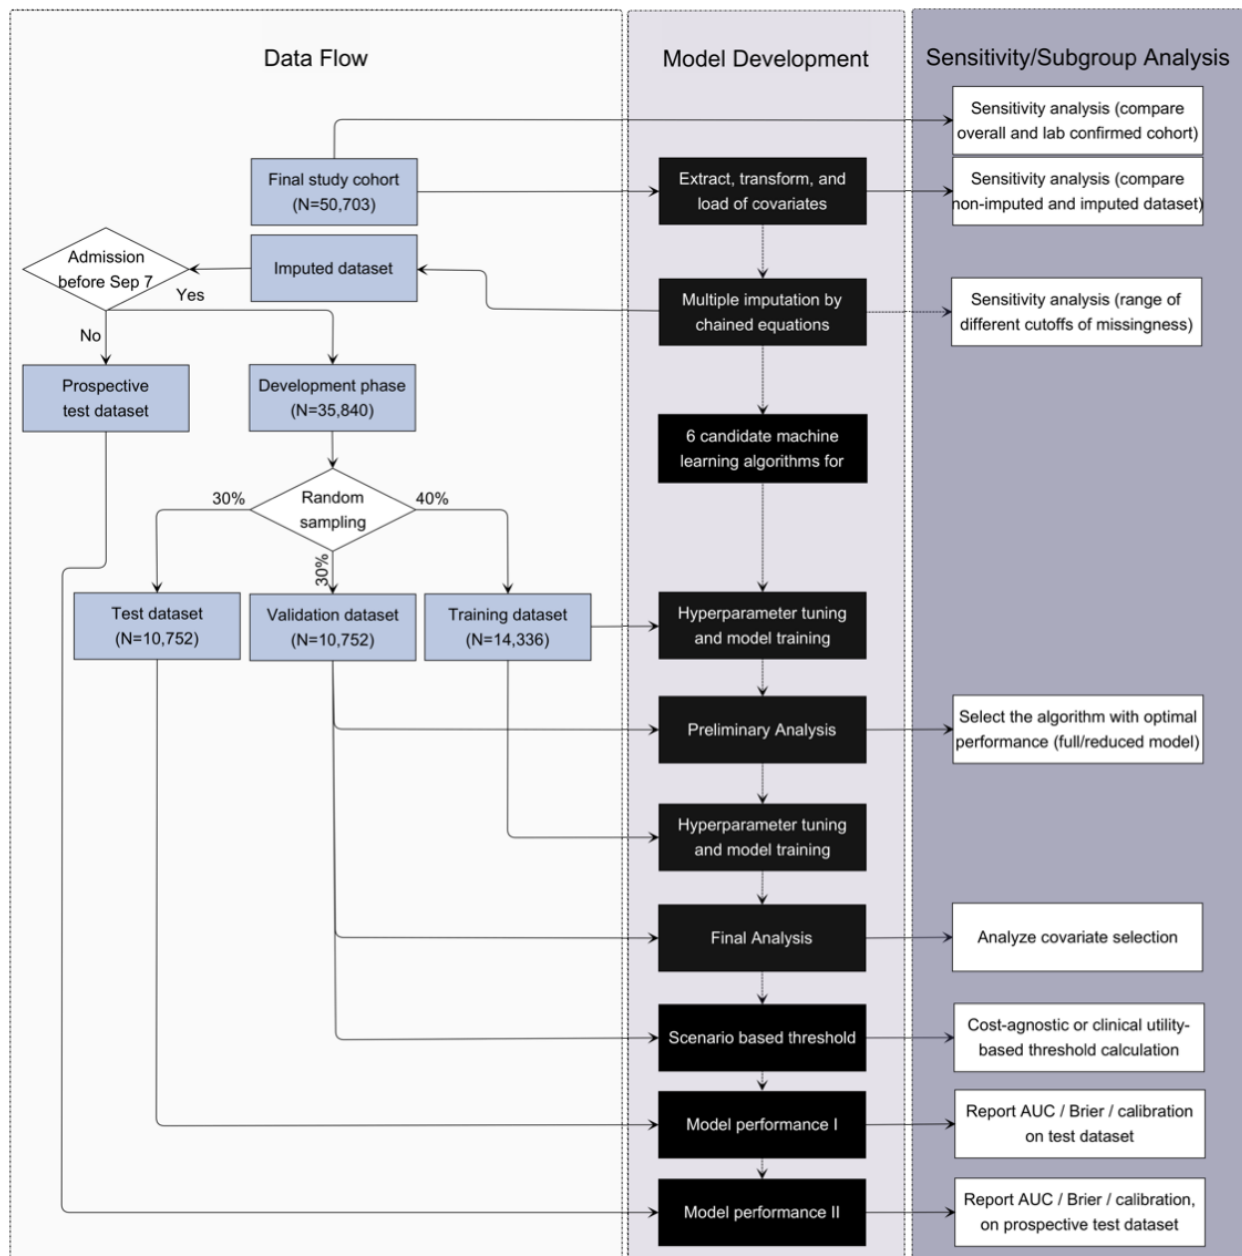 Data Flow
Model Development
Sensitivity/Subgroup Analysis
Sensitivity analysis (compare
overall and lab confirmed cohort)
Final study cohort
(N=50,703)
Extract, transform, and
load of covariates
Sensitivity analysis (compare
non-imputed and imputed dataset)
Admission
before Sep 7
Imputed dataset
Yes
No
Multiple imputation by
chained equations
Sensitivity analysis (range of
different cutoffs of missingness)
Prospective
test dataset
Development phase
(N=35,840)
6 candidate machine
learning algorithms for
30%
Random
sampling
40%
30%
Test dataset
(N=10,752)
Validation dataset
(N=10,752)
Training dataset
(N=14,336)
Hyperparameter tuning
and model training
Preliminary Analysis
Select the algorithm with optimal
performance (full/reduced model)
Hyperparameter tuning
and model training
Final Analysis
Analyze covariate selection
Scenario based threshold
Cost-agnostic or clinical utility-
based threshold calculation
Model performance I
Report AUC / Brier / calibration
on test dataset
Model performance II
Report AUC / Brier / calibration,
on prospective test dataset